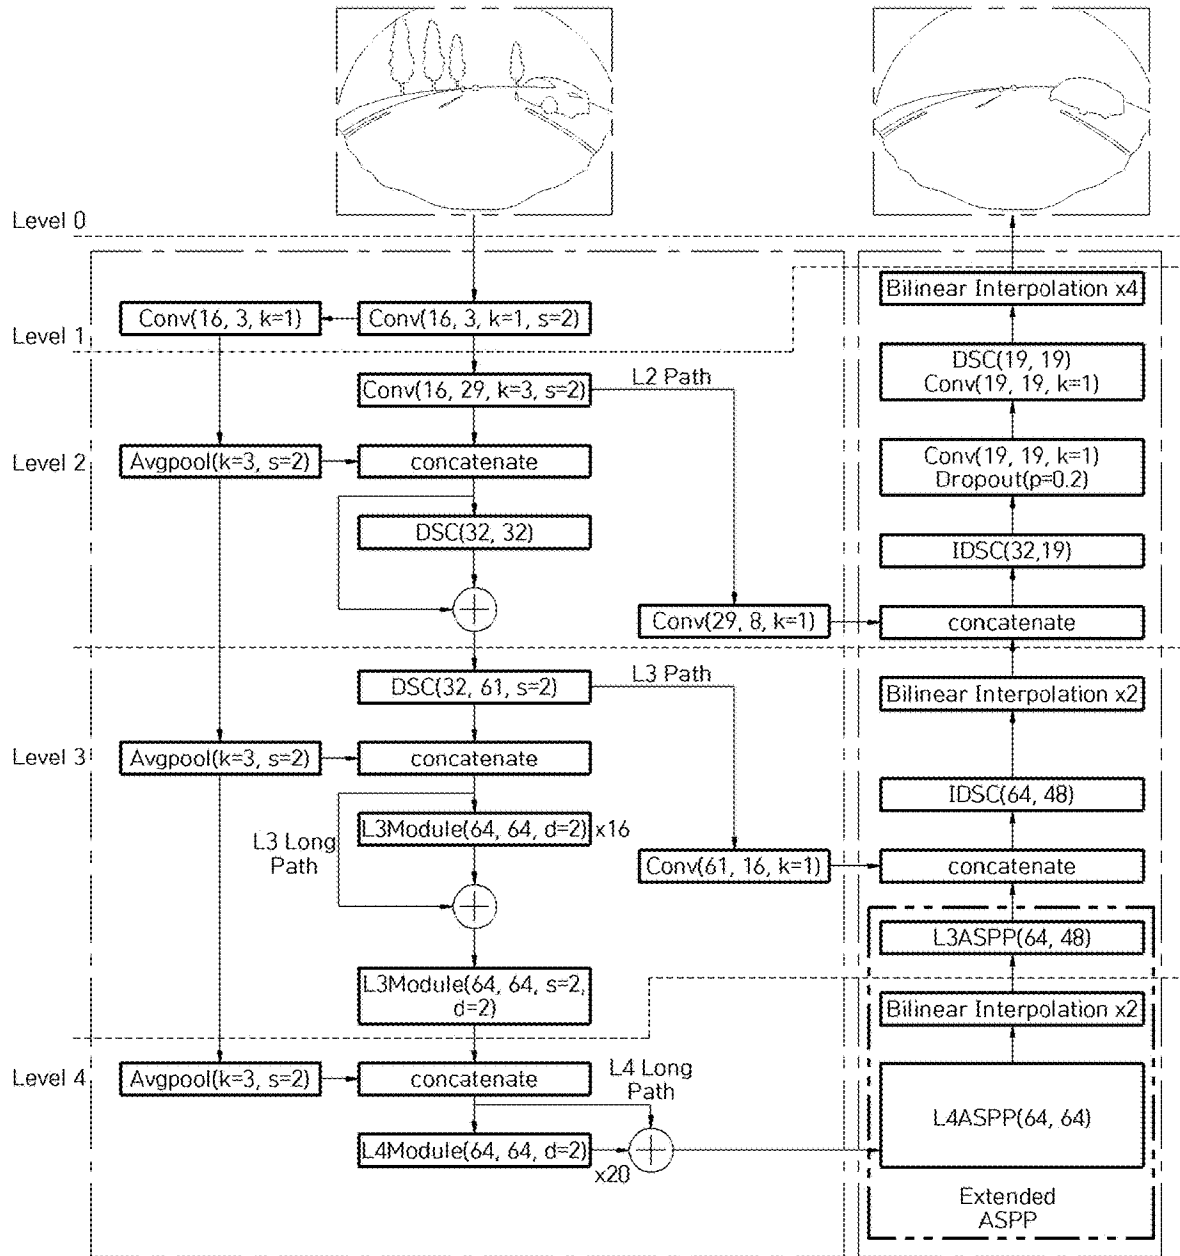 Level 0
Bilinear Interpolation x4
Conv(16, 3, k=1)
Conv(16, 3, k=1, s=2)
Level 1
DSC(19, 19)
Conv(19, 19, k=1)
Conv(16, 29, k=3, s=2)
L2 Path
Level 2
Avgpool(k=3, s=2)
concatenate
Conv(19, 19, k=1)
Dropout(p=0.2)
DSC(32, 32)
IDSC(32,19)
Conv(29, 8, k=1)
concatenate
DSC(32, 61, s=2)
L3 Path
Bilinear Interpolation x2
Level 3
Avgpool(k=3, s=2)
concatenate
IDSC(64, 48)
L3Module(64, 64, d=2)
x16
L3 Long
Path
Conv(61, 16, k=1)
concatenate
L3ASPP(64, 48)
L3Module(64, 64, s=2,
d=2)
Bilinear Interpolation x2
Level 4
Avgpool(k=3, s=2)
concatenate
L4 Long
Path
L4ASPP(64, 64)
L4Module(64, 64, d=2)
x20
Extended
ASPP